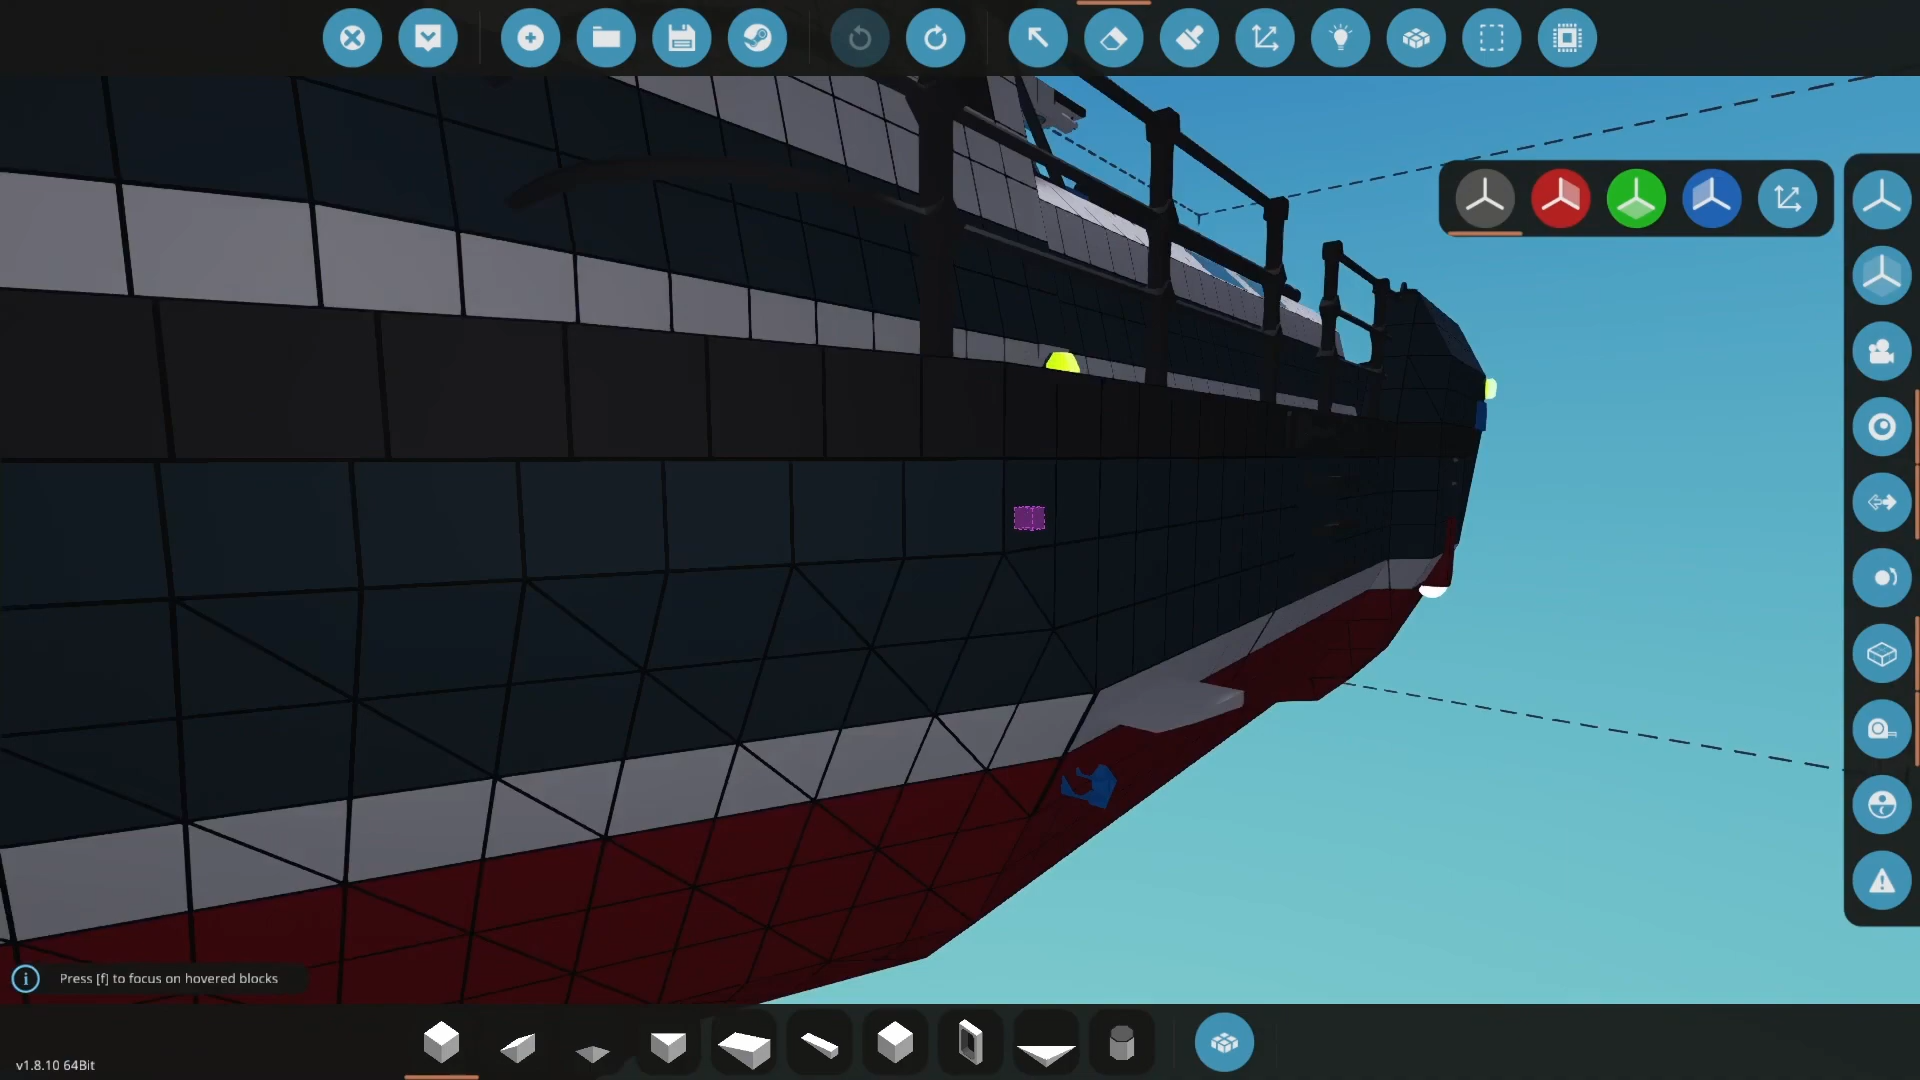 Press [f] to focus on hovered blocks
v1.8.10 64Bit